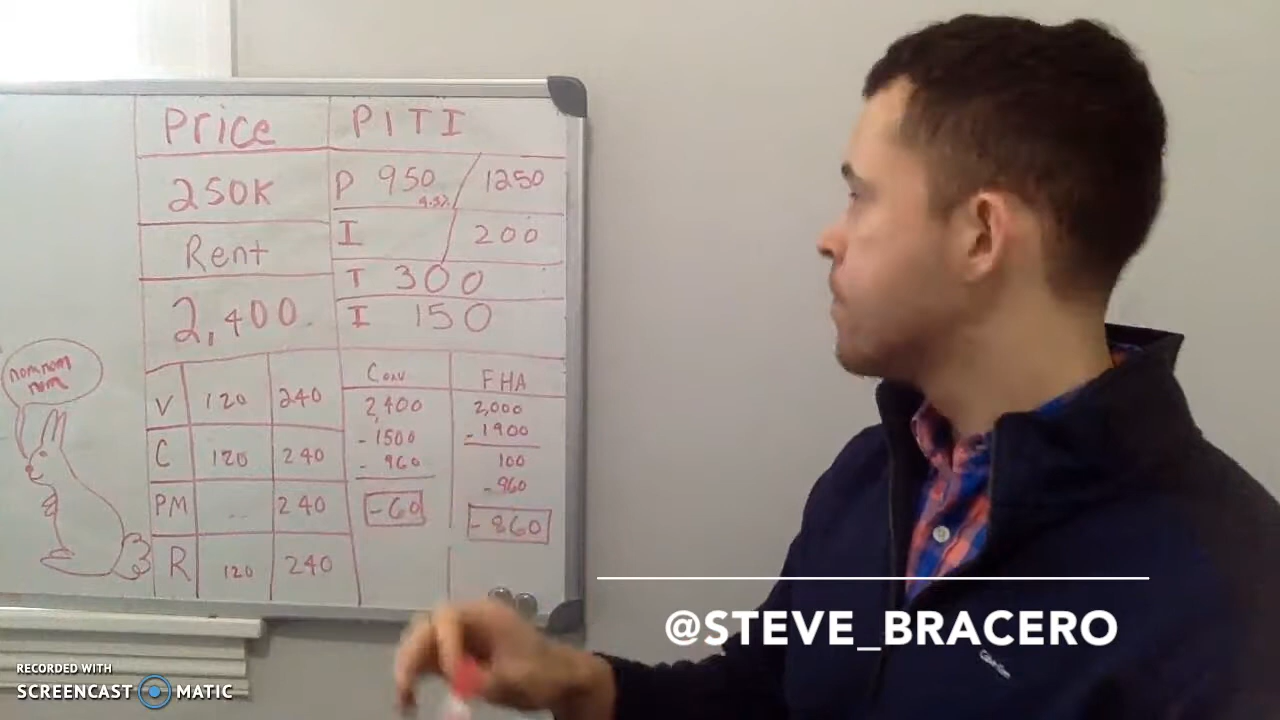 Price
PITI
250K
P 950 / 1250
4.5%
Rent
I 200
T 300
2,400
I 150
nom nom
nom
V 120 240
C 120 240
PM -- 240
R 120 240
Conv
2,400
- 1500
- 960
-60
FHA
2,000
- 1900
100
- 960
- 860
@STEVE_BRACERO
Calvin Klein
RECORDED WITH
SCREENCAST MATIC